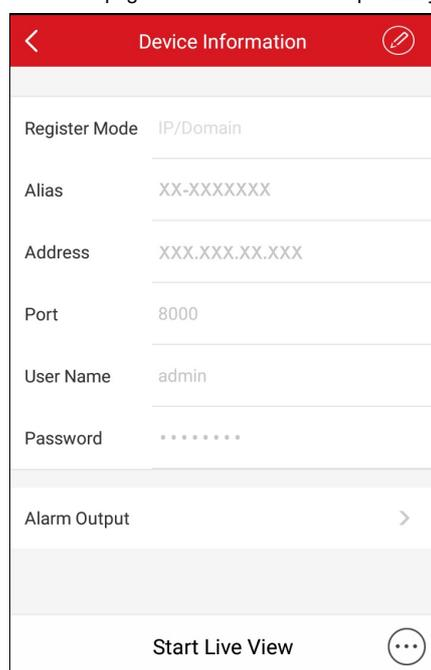 Device Information
Register Mode IP/Domain
Alias XX-XXXXXXX
Address XXX.XXX.XX.XXX
Port 8000
User Name admin
Password ••••••••
Alarm Output
Start Live View